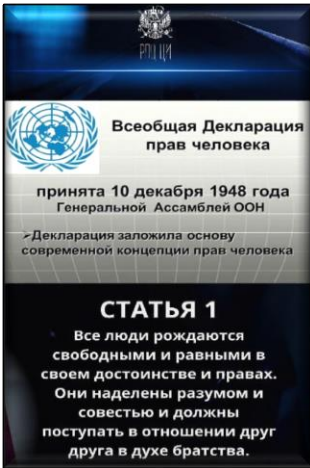 РПЦ ЦИ
Всеобщая Декларация
прав человека
принята 10 декабря 1948 года
Генеральной Ассамблей ООН
➢Декларация заложила основу
современной концепции прав человека
СТАТЬЯ 1
Все люди рождаются
свободными и равными в
своем достоинстве и правах.
Они наделены разумом и
совестью и должны
поступать в отношении друг
друга в духе братства.